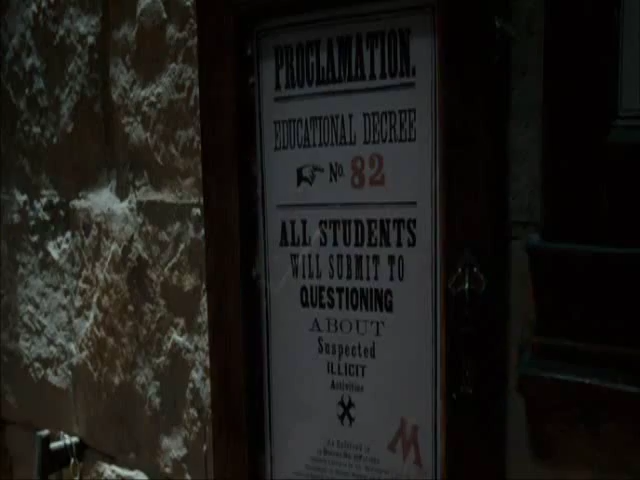 PROCLAMATION.
EDUCATIONAL DECREE
No. 82
ALL STUDENTS
WILL SUBMIT TO
QUESTIONING
ABOUT
Suspected
ILLICIT
Activities
M